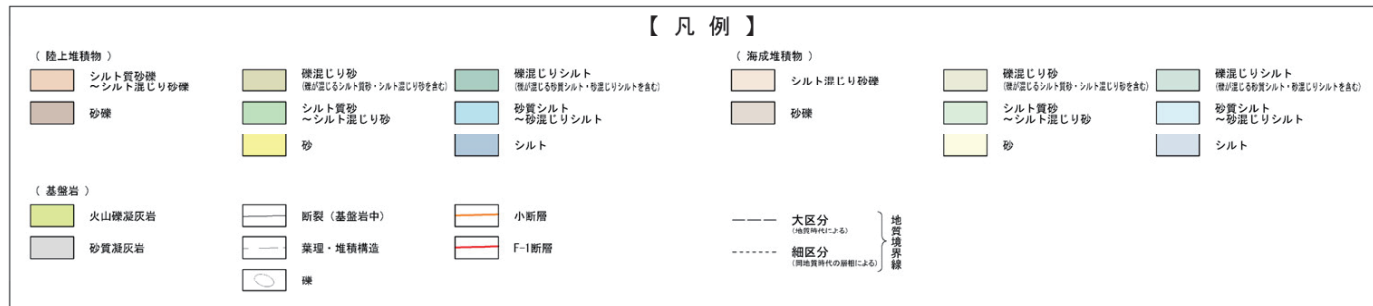 【 凡 例 】
（ 陸上堆積物 ）
シルト質砂礫
～シルト混じり砂礫
砂礫
礫混じり砂
(礫が混じるシルト質砂・シルト混じり砂を含む)
シルト質砂
～シルト混じり砂
砂
礫混じりシルト
(礫が混じる砂質シルト・砂混じりシルトを含む)
砂質シルト
～砂混じりシルト
シルト
（ 海成堆積物 ）
シルト混じり砂礫
砂礫
礫混じり砂
(礫が混じるシルト質砂・シルト混じり砂を含む)
シルト質砂
～シルト混じり砂
砂
礫混じりシルト
(礫が混じる砂質シルト・砂混じりシルトを含む)
砂質シルト
～砂混じりシルト
シルト
（ 基盤岩 ）
火山礫凝灰岩
砂質凝灰岩
断裂（基盤岩中）
葉理・堆積構造
礫
小断層
F-1断層
大区分
(地質時代による)
細区分
(同地質時代の層相による)
地質境界線